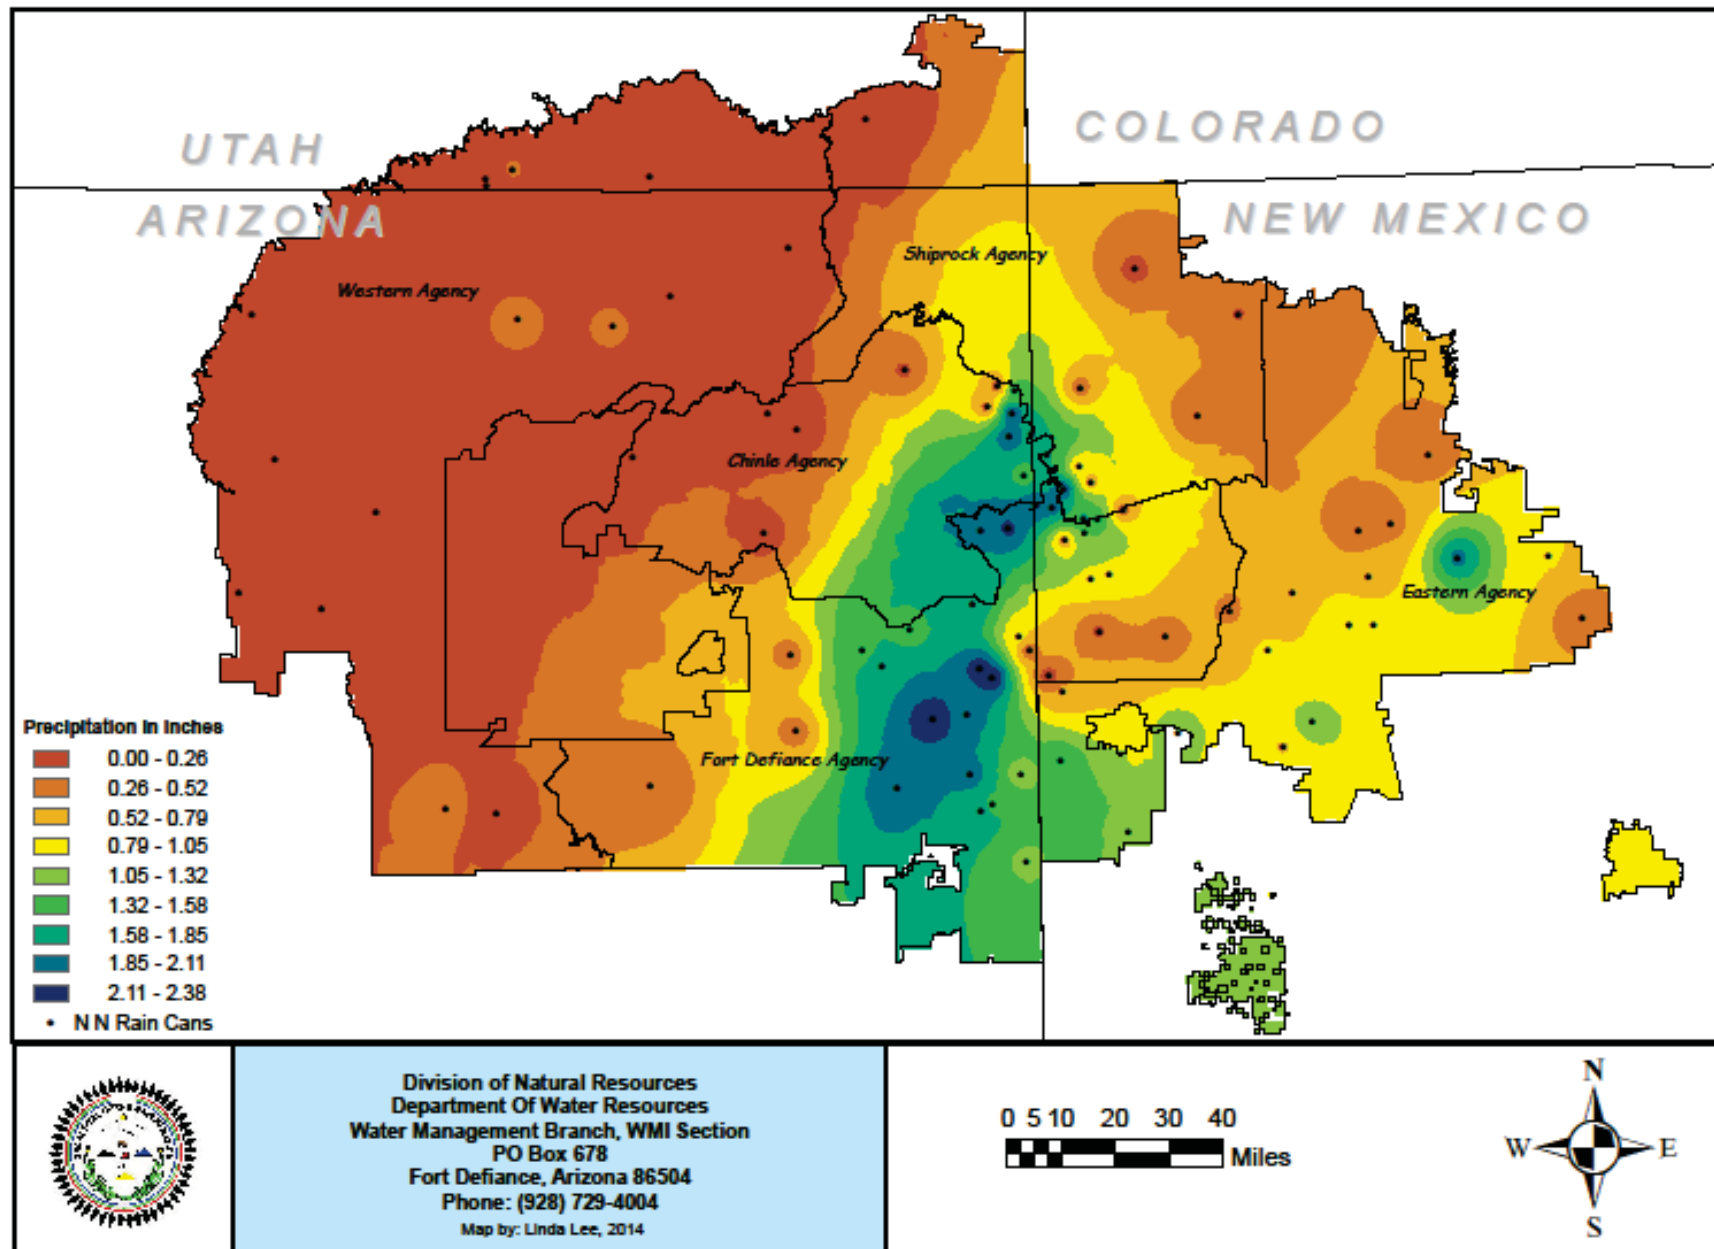 UTAH
COLORADO
ARIZONA
NEW MEXICO
Shiprock Agency
Western Agency
Chinle Agency
Eastern Agency
Fort Defiance Agency
Precipitation in Inches
0.00 - 0.26
0.26 - 0.52
0.52 - 0.79
0.79 - 1.05
1.05 - 1.32
1.32 - 1.58
1.58 - 1.85
1.85 - 2.11
2.11 - 2.38
N N Rain Cans
Division of Natural Resources
Department Of Water Resources
Water Management Branch, WMI Section
PO Box 678
Fort Defiance, Arizona 86504
Phone: (928) 729-4004
Map by: Linda Lee, 2014
0 5 10 20 30 40
Miles
N
W E
S